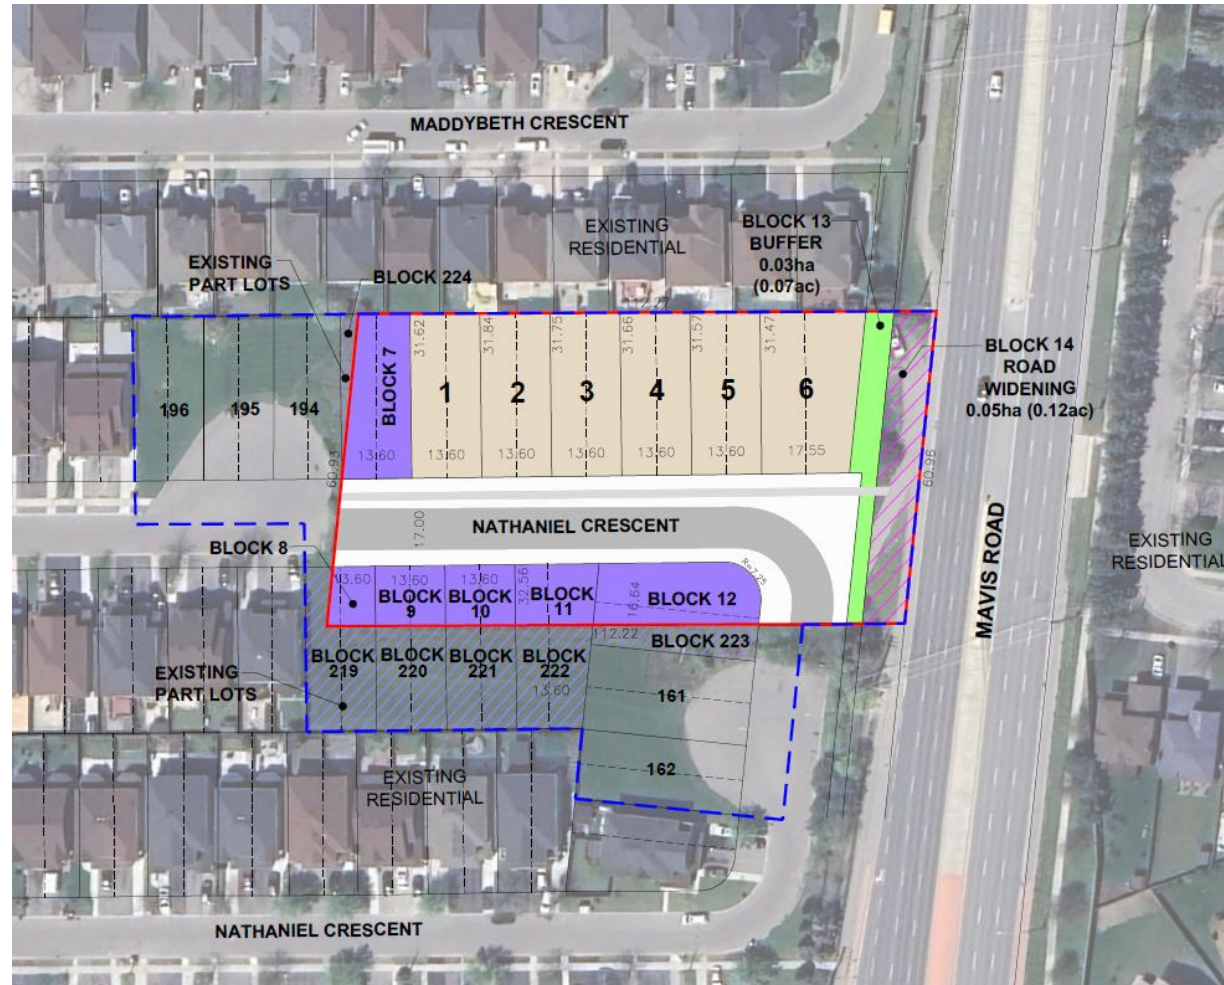 MADDYBETH CRESCENT
EXISTING
RESIDENTIAL
BLOCK 13
BUFFER
0.03ha
(0.07ac)
EXISTING
PART LOTS
BLOCK 224
112.27
BLOCK 14
ROAD
WIDENING
0.05ha (0.12ac)
196
195
194
BLOCK 7
31.62
31.84
31.75
31.66
31.57
31.47
1
2
3
4
5
6
13.60
13.60
13.60
13.60
13.60
13.60
17.55
60.93
60.96
NATHANIEL CRESCENT
17.00
MAVIS ROAD
EXISTING
RESIDENTIAL
BLOCK 8
13.60
13.60
13.60
32.56
R=7.25
BLOCK
9
BLOCK
10
BLOCK
11
16.64
BLOCK 12
112.22
BLOCK
219
BLOCK
220
BLOCK
221
BLOCK
222
13.60
BLOCK 223
EXISTING
PART LOTS
161
162
EXISTING
RESIDENTIAL
NATHANIEL CRESCENT